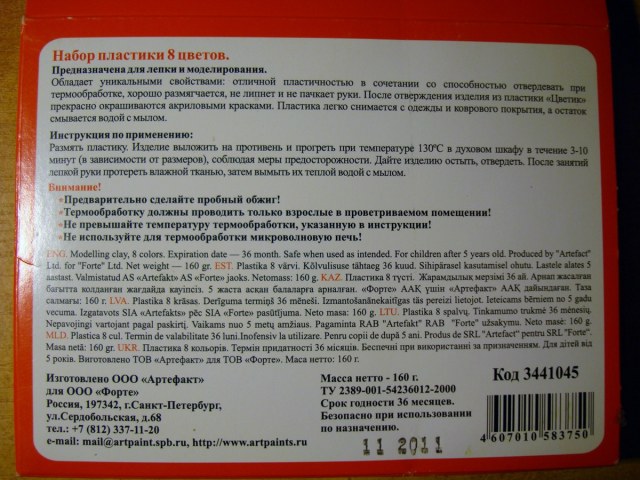 Набор пластики 8 цветов.
Предназначена для лепки и моделирования.
Обладает уникальными свойствами: отличной пластичностью в сочетании со способностью отвердевать при
термообработке, хорошо размягчается, не липнет и не пачкает руки. После отверждения изделия из пластики «Цветик»
прекрасно окрашиваются акриловыми красками. Пластика легко снимается с одежды и коврового покрытия, а остаток
смывается водой с мылом.
Инструкция по применению:
Размять пластику. Изделие выложить на противень и прогреть при температуре 130°С в духовом шкафу в течение 3-10
минут (в зависимости от размеров), соблюдая меры предосторожности. Дайте изделию остыть, отвердеть. После занятий
лепкой руки протереть влажной тканью, затем вымыть их теплой водой с мылом.
Внимание!
•Предварительно сделайте пробный обжиг!
•Термообработку должны проводить только взрослые в проветриваемом помещении!
•Не превышайте температуру термообработки, указанную в инструкции!
•Не используйте для термообработки микроволновую печь!
ENG. Modelling clay, 8 colors. Expiration date — 36 month. Safe when used as intended. For children after 5 years old. Produced by "Artefact"
Ltd. for "Forte" Ltd. Net weight — 160 gr. EST. Plastika 8 värvi. Kõlvulisuse tähtaeg 36 kuud. Sihipärasel kasutamisel ohutu. Lastele alates 5
aastast. Valmistatud AS «Artefakt» AS «Forte» jaoks. Netomass: 160 g. KAZ. Пластика 8 түсті. Жарамдылық мерзімі 36 ай. Арнап жасалған
бағытта қолданған жағдайда қауіпсіз. 5 жаста асқан балаларға арналған. «Форте» ААК үшін «Артефакт» ААК дайындаған. Таза
салмағы: 160 г. LVA. Plastika 8 krāsas. Derīguma termiņš 36 mēneši. Izmantošanānekaitīgas tās pereizi lietojot. Ieteicams bērniem no 5 gadu
vecuma. Izgatavots SIA «Artefakts» pēc SIA «Forte» pasūtījuma. Neto masa: 160 g. LTU. Plastika 8 spalvų. Tinkamumo trukmė 36 mėnesių.
Nepavojingi vartojant pagal paskirtį. Vaikams nuo 5 metų amžiaus. Pagaminta RAB "Artefakt" RAB "Forte" užsakymu. Neto masė: 160 g.
MLD. Plastica 8 cul. Termin de valabilitate 36 luni.Inofensiv la utilizare. Penru copii de după 5 ani. Produs de SRL "Artefact" pentru SRL "Forte".
Masa netă: 160 gr. UKR. Пластика 8 кольорів. Термін придатності 36 місяців. Беспечні при використанні за призначенням. Для дітей від
5 років. Виготовлено ТОВ «Артефакт» для ТОВ «Форте». Маса нетто: 160 г.
Изготовлено ООО «Артефакт»
для ООО «Форте»
Россия, 197342, г.Санкт-Петербург,
ул.Сердобольская, д.68
тел.: +7 (812) 337-11-20
e-mail: mail@artpaint.spb.ru, http://www.artpaints.ru
Масса нетто - 160 г.
ТУ 2389-001-54236012-2000
Срок годности 36 месяцев.
Безопасно при использовании
по назначению.
11 2011
Код 3441045
4 607010 583750